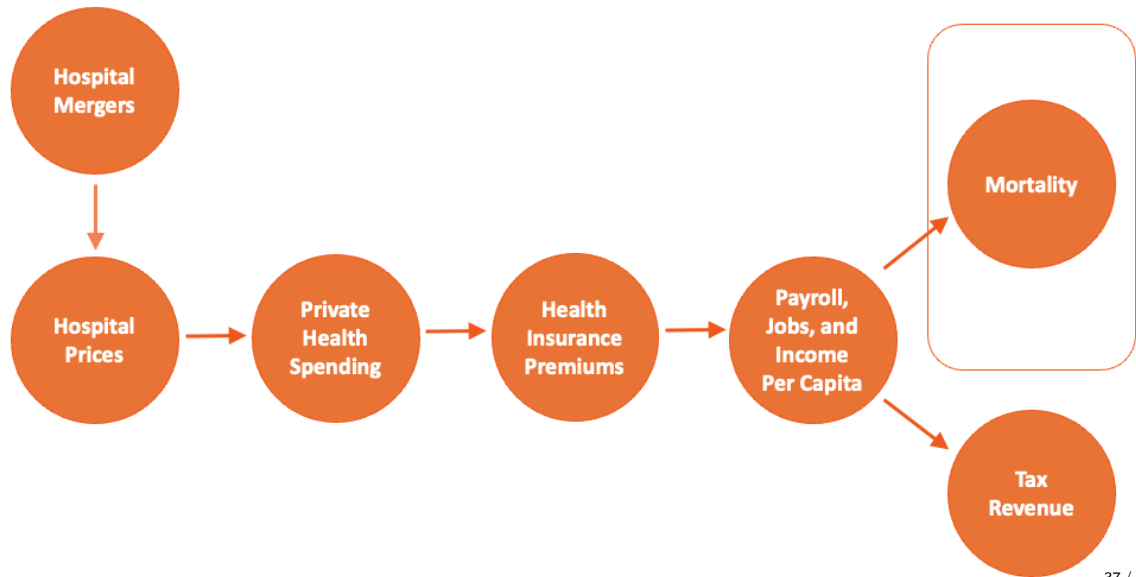 Hospital
Mergers
Mortality
Hospital
Prices
Private
Health
Spending
Health
Insurance
Premiums
Payroll,
Jobs, and
Income
Per Capita
Tax
Revenue
37 /